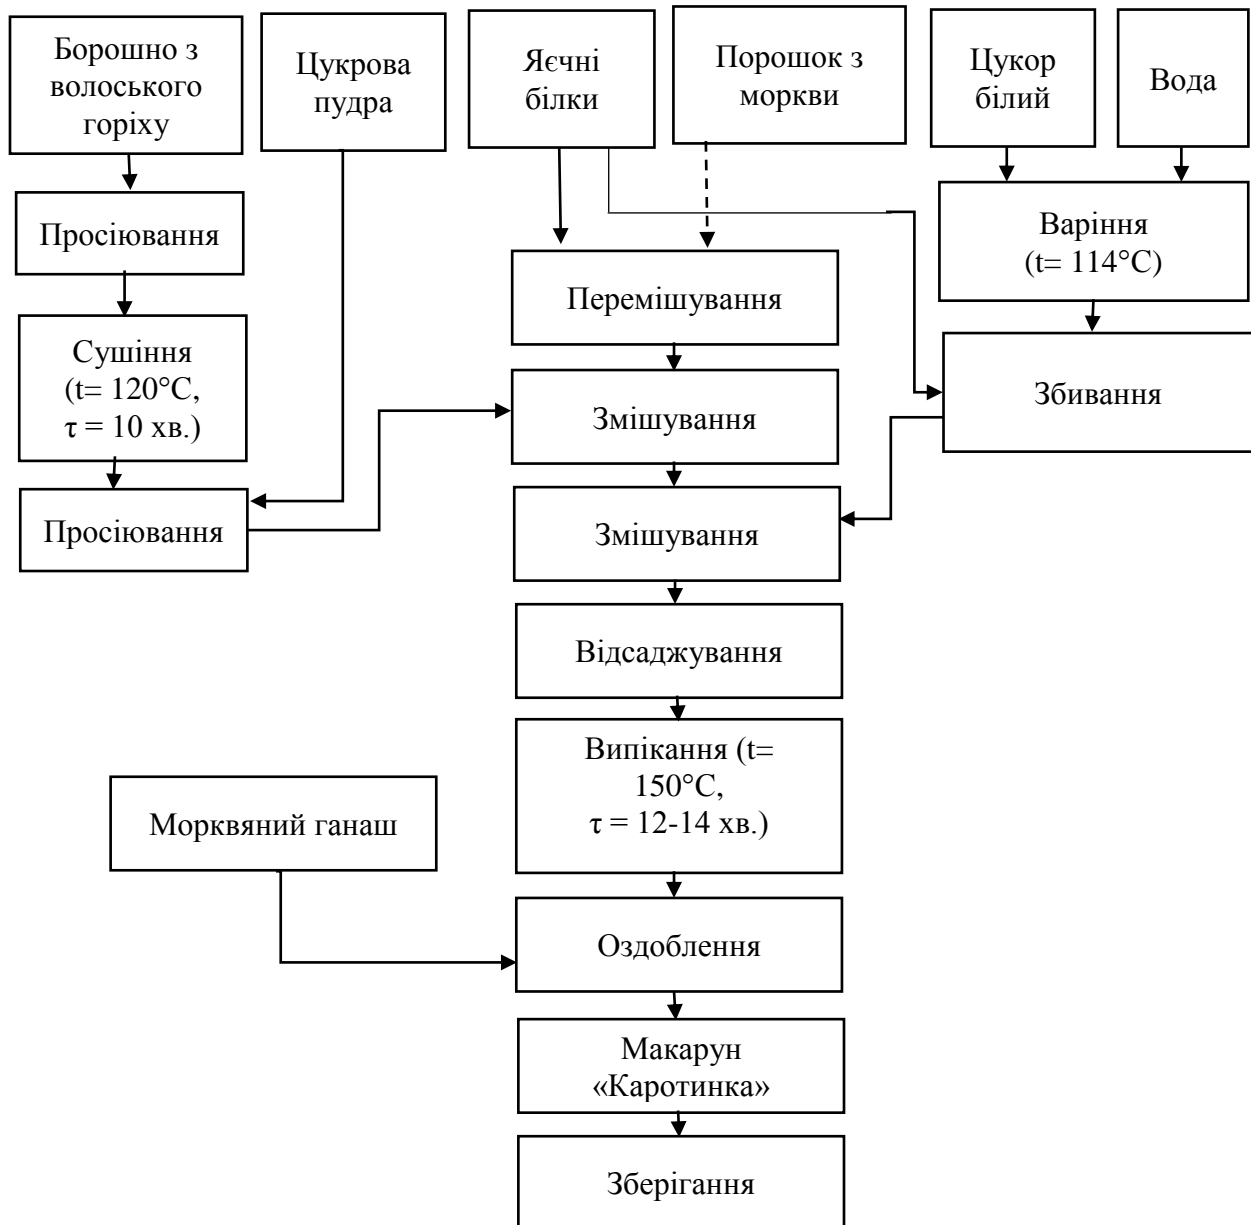 Борошно з
волоського
горіху
Цукрова
пудра
Яєчні
білки
Порошок з
моркви
Цукор
білий
Вода
Просіювання
Варіння
(t= 114°C)
Перемішування
Сушіння
(t= 120°C,
τ = 10 хв.)
Змішування
Збивання
Просіювання
Змішування
Відсаджування
Випікання (t=
150°C,
τ = 12-14 хв.)
Морквяний ганаш
Оздоблення
Макарун
«Каротинка»
Зберігання